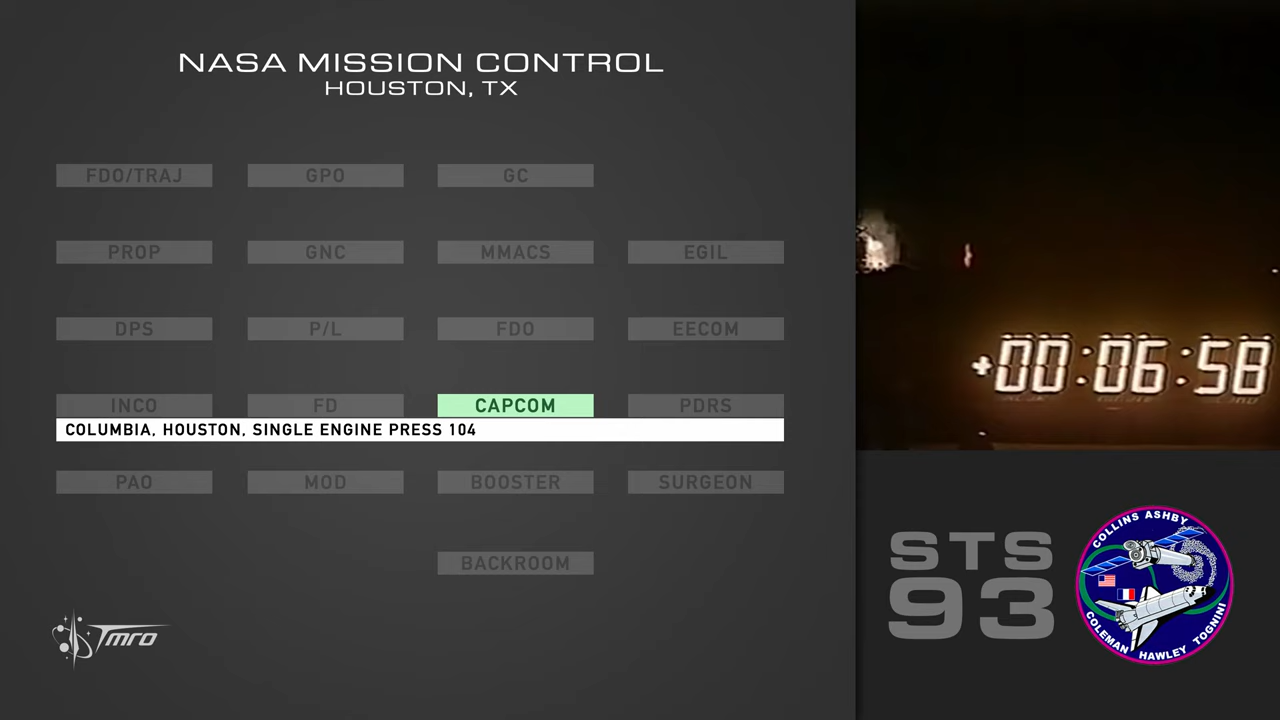 NASA MISSION CONTROL
HOUSTON, TX
FDO/TRAJ GPO GC
PROP GNC MMACS EGIL
DPS P/L FDO EECOM
INCO FD CAPCOM PDRS
COLUMBIA, HOUSTON, SINGLE ENGINE PRESS 104
PAO MOD BOOSTER SURGEON
BACKROOM
Tmro
+00:06:58
STS
93
COLLINS ASHBY
COLEMAN HAWLEY TOGNINI